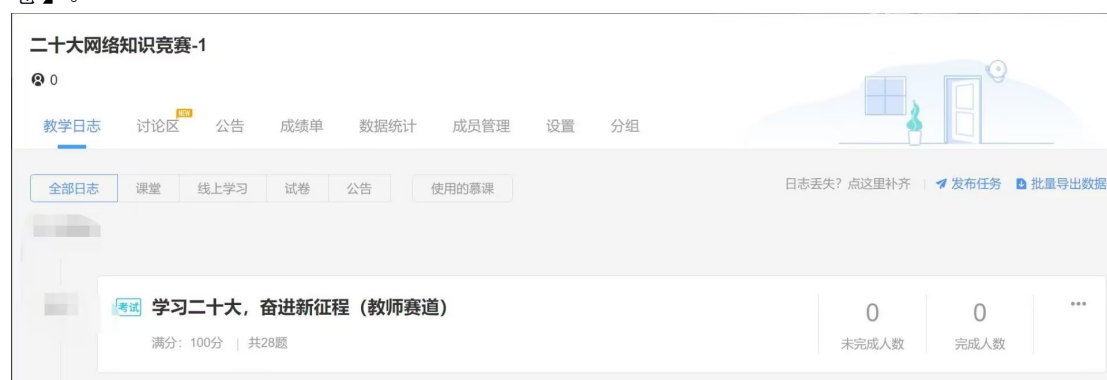 二十大网络知识竞赛-1
0
教学日志 讨论区 NEW 公告 成绩单 数据统计 成员管理 设置 分组
全部日志 课堂 线上学习 试卷 公告 使用的慕课 日志丢失？点这里补齐 | 发布任务 批量导出数据
考试 学习二十大，奋进新征程（教师赛道） 0 0 •••
满分：100分 | 共28题 未完成人数 完成人数